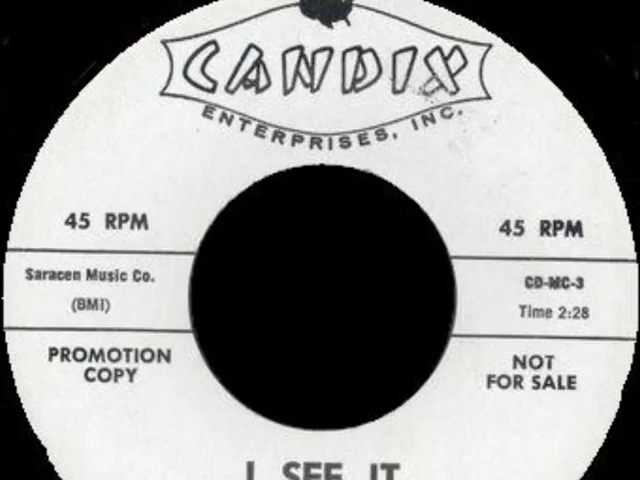 CANDIX
ENTERPRISES, INC.
45 RPM
45 RPM
Saracen Music Co.
(BMI)
CD-MC-3
Time 2:28
PROMOTION
COPY
NOT
FOR SALE
I SEE IT